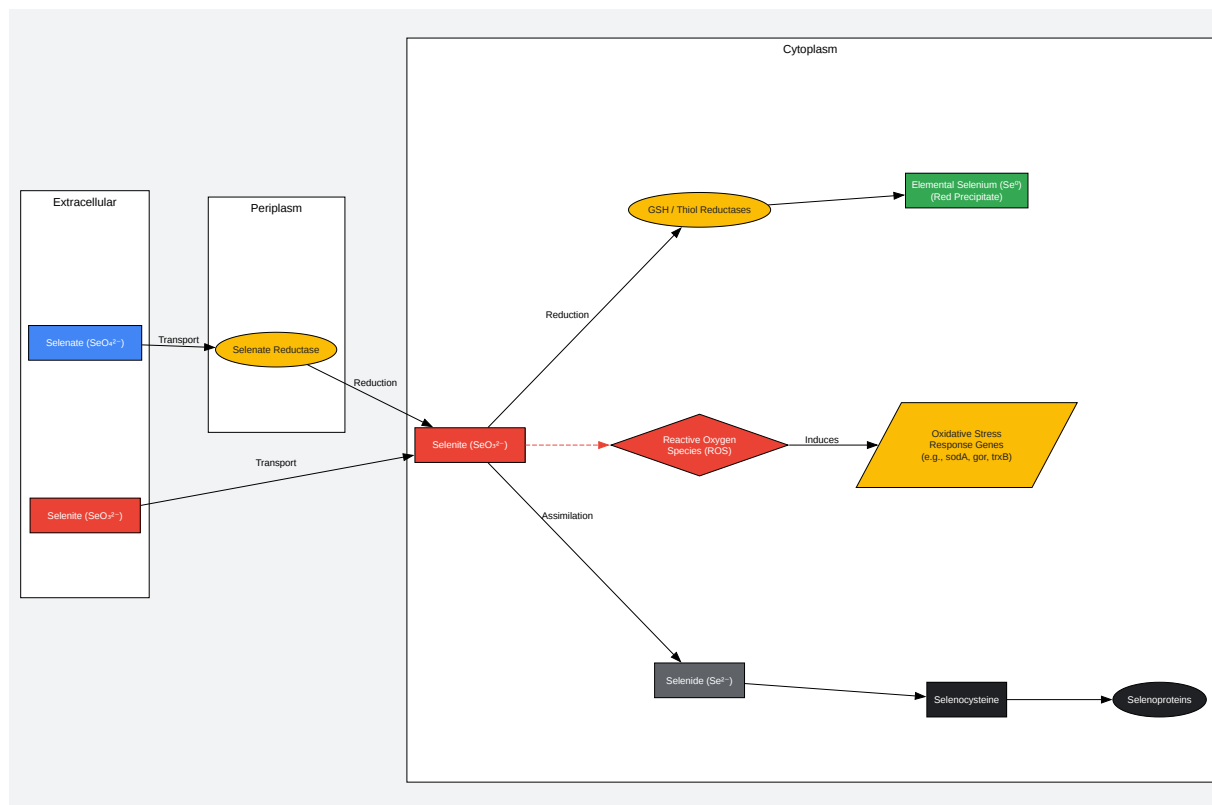 Cytoplasm
Extracellular
Periplasm
Elemental Selenium (Se⁰)
(Red Precipitate)
GSH / Thiol Reductases
Reduction
Selenate (SeO₄²⁻)
Transport
Selenate Reductase
Reduction
Selenite (SeO₃²⁻)
Reactive Oxygen
Species (ROS)
Induces
Oxidative Stress
Response Genes
(e.g., sodA, gor, trxB)
Transport
Selenite (SeO₃²⁻)
Assimilation
Selenide (Se²⁻)
Selenocysteine
Selenoproteins